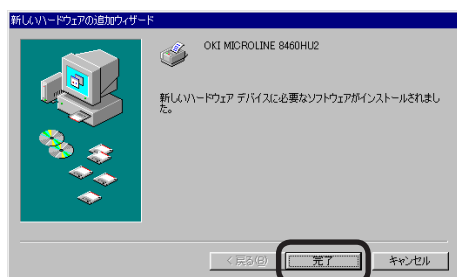 新しいハードウェアの追加ウィザード
OKI MICROLINE 8460HU2
新しいハードウェア デバイスに必要なソフトウェアがインストールされまし
た。
< 戻る(B)
完了
キャンセル